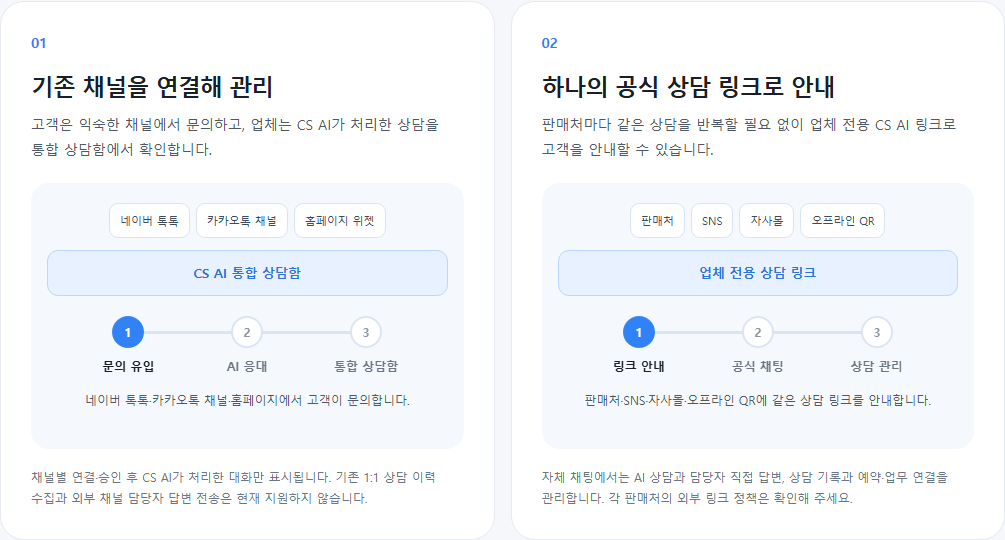 01
기존 채널을 연결해 관리
고객은 익숙한 채널에서 문의하고, 업체는 CS AI가 처리한 상담을
통합 상담함에서 확인합니다.
네이버 톡톡
카카오톡 채널
홈페이지 위젯
CS AI 통합 상담함
1
2
3
문의 유입
AI 응대
통합 상담함
네이버 톡톡·카카오톡 채널·홈페이지에서 고객이 문의합니다.
채널별 연결·승인 후 CS AI가 처리한 대화만 표시됩니다. 기존 1:1 상담 이력
수집과 외부 채널 담당자 답변 전송은 현재 지원하지 않습니다.
02
하나의 공식 상담 링크로 안내
판매처마다 같은 상담을 반복할 필요 없이 업체 전용 CS AI 링크로
고객을 안내할 수 있습니다.
판매처
SNS
자사몰
오프라인 QR
업체 전용 상담 링크
1
2
3
링크 안내
공식 채팅
상담 관리
판매처·SNS·자사몰·오프라인 QR에 같은 상담 링크를 안내합니다.
자체 채팅에서는 AI 상담과 담당자 직접 답변, 상담 기록과 예약·업무 연결을
관리합니다. 각 판매처의 외부 링크 정책은 확인해 주세요.